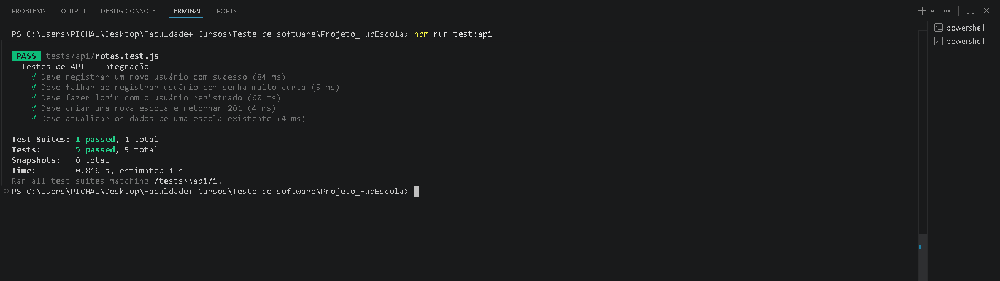 PROBLEMS OUTPUT DEBUG CONSOLE TERMINAL PORTS
powershell
powershell
PS C:\Users\PICHAU\Desktop\Faculdade+ Cursos\Teste de software\Projeto_HubEscola> npm run test:api
PASS tests/api/rotas.test.js
Testes de API - Integração
√ Deve registrar um novo usuário com sucesso (84 ms)
√ Deve falhar ao registrar usuário com senha muito curta (5 ms)
√ Deve fazer login com o usuário registrado (60 ms)
√ Deve criar uma nova escola e retornar 201 (4 ms)
√ Deve atualizar os dados de uma escola existente (4 ms)
Test Suites: 1 passed, 1 total
Tests: 5 passed, 5 total
Snapshots: 0 total
Time: 0.816 s, estimated 1 s
Ran all test suites matching /tests\\api/i.
PS C:\Users\PICHAU\Desktop\Faculdade+ Cursos\Teste de software\Projeto_HubEscola>